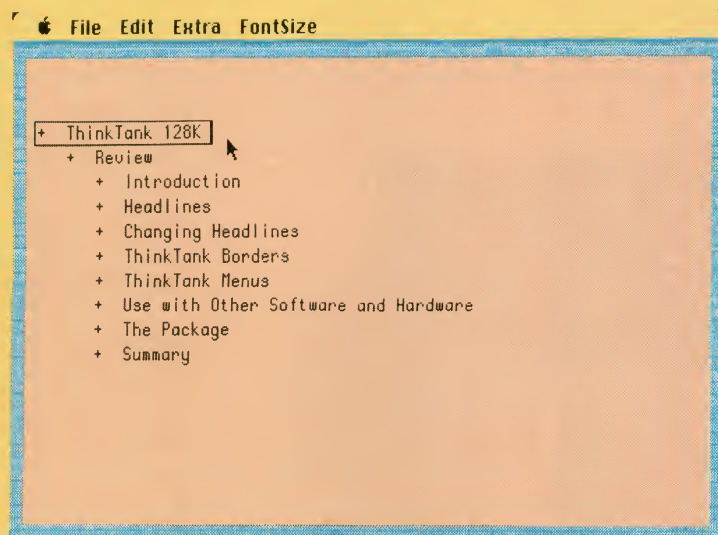 File Edit Extra FontSize
+ ThinkTank 128K
+ Review
+ Introduction
+ Headlines
+ Changing Headlines
+ ThinkTank Borders
+ ThinkTank Menus
+ Use with Other Software and Hardware
+ The Package
+ Summary